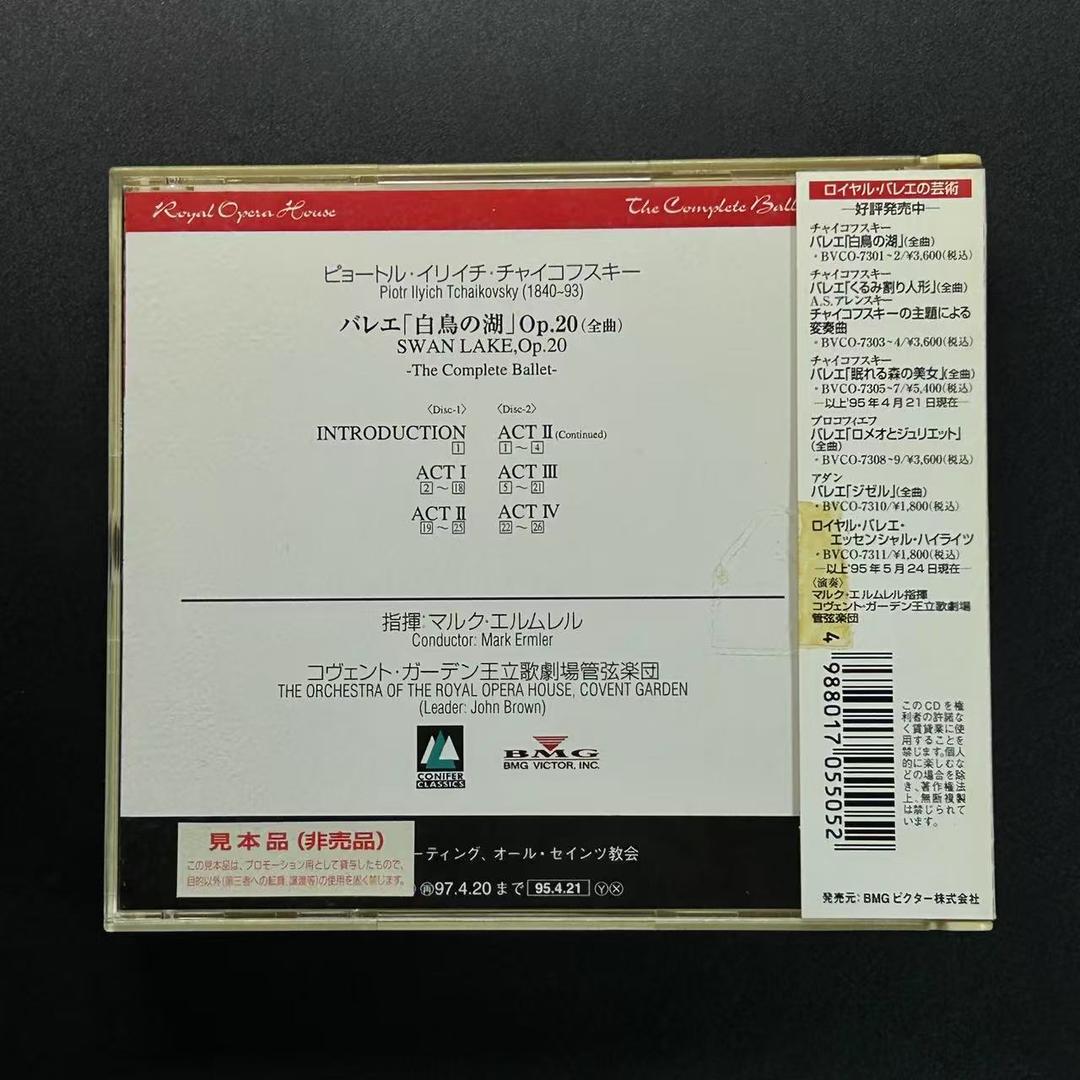 Royal Opera House
The Complete Ball
ピョートル・イリイチ・チャイコフスキー
Piotr Ilyich Tchaikovsky (1840~93)
バレエ「白鳥の湖」Op.20(全曲)
SWAN LAKE,Op.20
-The Complete Ballet-
〈Disc-1〉 〈Disc-2〉
INTRODUCTION ACT II (Continued)
1 1～4
ACT I ACT III
2～18 5～21
ACT II ACT IV
19～25 22～26
指揮:マルク・エルムレル
Conductor: Mark Ermler
コヴェント・ガーデン王立歌劇場管弦楽団
THE ORCHESTRA OF THE ROYAL OPERA HOUSE, COVENT GARDEN
(Leader: John Brown)
CONIFER
CLASSICS
BMG
BMG VICTOR, INC.
見本品(非売品)
この見本品は、プロモーション用として貸与したもので、
目的以外(第三者への転貸、譲渡等)の使用を固く禁じます。
ーティング、オール・セインツ教会
再97.4.20まで 95.4.21 Ⓨ Ⓧ
ロイヤル・バレエの芸術
―好評発売中―
チャイコフスキー
バレエ「白鳥の湖」(全曲)
・BVCO-7301~2/¥3,600(税込)
チャイコフスキー
バレエ「くるみ割り人形」(全曲)
A.S.アレンスキー
チャイコフスキーの主題による
変奏曲
・BVCO-7303~4/¥3,600(税込)
チャイコフスキー
バレエ「眠れる森の美女」(全曲)
・BVCO-7305~7/¥5,400(税込)
―以上'95年4月21日現在―
プロコフィエフ
バレエ「ロメオとジュリエット」
(全曲)
・BVCO-7308~9/¥3,600(税込)
アダン
バレエ「ジゼル」(全曲)
・BVCO-7310/¥1,800(税込)
ロイヤル・バレエ・
エッセンシャル・ハイライツ
・BVCO-7311/¥1,800(税込)
―以上'95年5月24日現在―
〈演奏〉
マルク・エルムレル指揮
コヴェント・ガーデン王立歌劇場
管弦楽団
4 988017 055052
このCDを権
利者の許諾な
く賃貸業に使
用することを
禁じます。個人
的に楽しむな
どの場合を除
き、著作権法
上、無断複製
は禁じられて
います。
発売元:BMGビクター株式会社